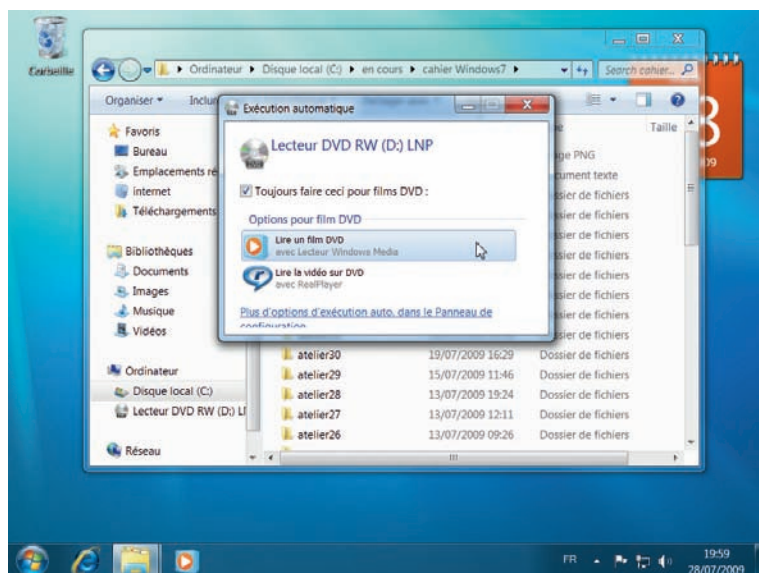 Corbeille
Ordinateur ▸ Disque local (C:) ▸ en cours ▸ cahier Windows7 ▸
Search cahier...
Organiser
Exécution automatique
Taille
Lecteur DVD RW (D:) LNP
Toujours faire ceci pour films DVD :
Options pour film DVD
Lire un film DVD
avec Lecteur Windows Media
Lire la vidéo sur DVD
avec RealPlayer
Plus d'options d'exécution auto. dans le Panneau de
configuration
Favoris
Bureau
Emplacements ré
internet
Téléchargements
Bibliothèques
Documents
Images
Musique
Vidéos
Ordinateur
Disque local (C:)
Lecteur DVD RW (D:) L
Réseau
ge PNG
ument texte
ssier de fichiers
ssier de fichiers
ssier de fichiers
ssier de fichiers
ssier de fichiers
ssier de fichiers
ssier de fichiers
ossier de fichiers
atelier30 19/07/2009 16:29 Dossier de fichiers
atelier29 15/07/2009 11:46 Dossier de fichiers
atelier28 13/07/2009 19:24 Dossier de fichiers
atelier27 13/07/2009 12:11 Dossier de fichiers
atelier26 13/07/2009 09:26 Dossier de fichiers
FR
19:59
28/07/2009